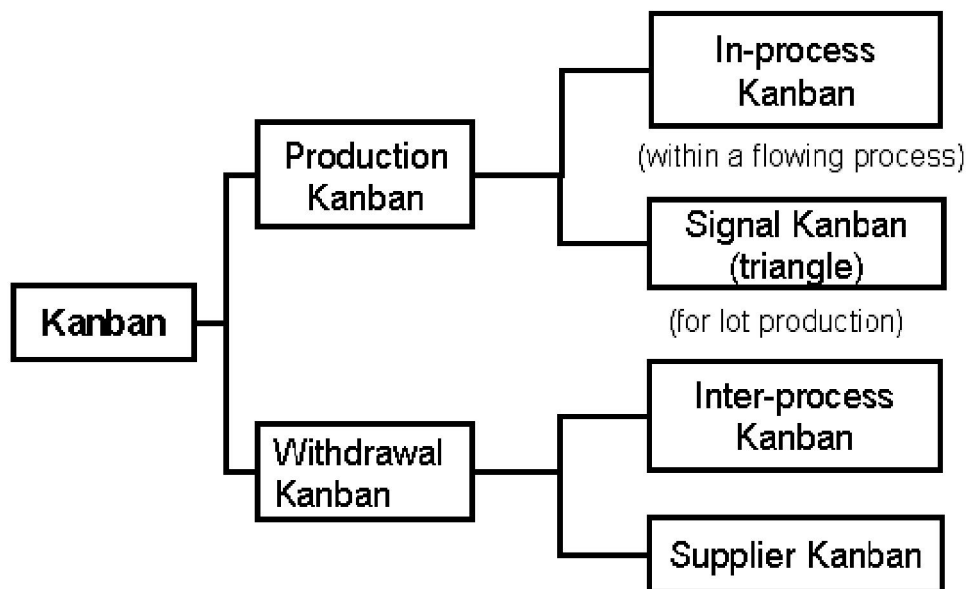 In-process
Kanban
(within a flowing process)
Production
Kanban
Signal Kanban
(triangle)
(for lot production)
Kanban
Inter-process
Kanban
Withdrawal
Kanban
Supplier Kanban